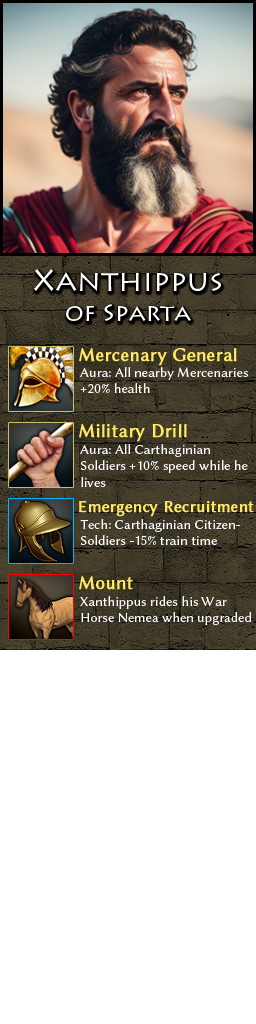 Xanthippus
of Sparta
Mercenary General
Aura: All nearby Mercenaries
+20% health
Military Drill
Aura: All Carthaginian
Soldiers +10% speed while he
lives
Emergency Recruitment
Tech: Carthaginian Citizen-
Soldiers -15% train time
Mount
Xanthippus rides his War
Horse Nemea when upgraded